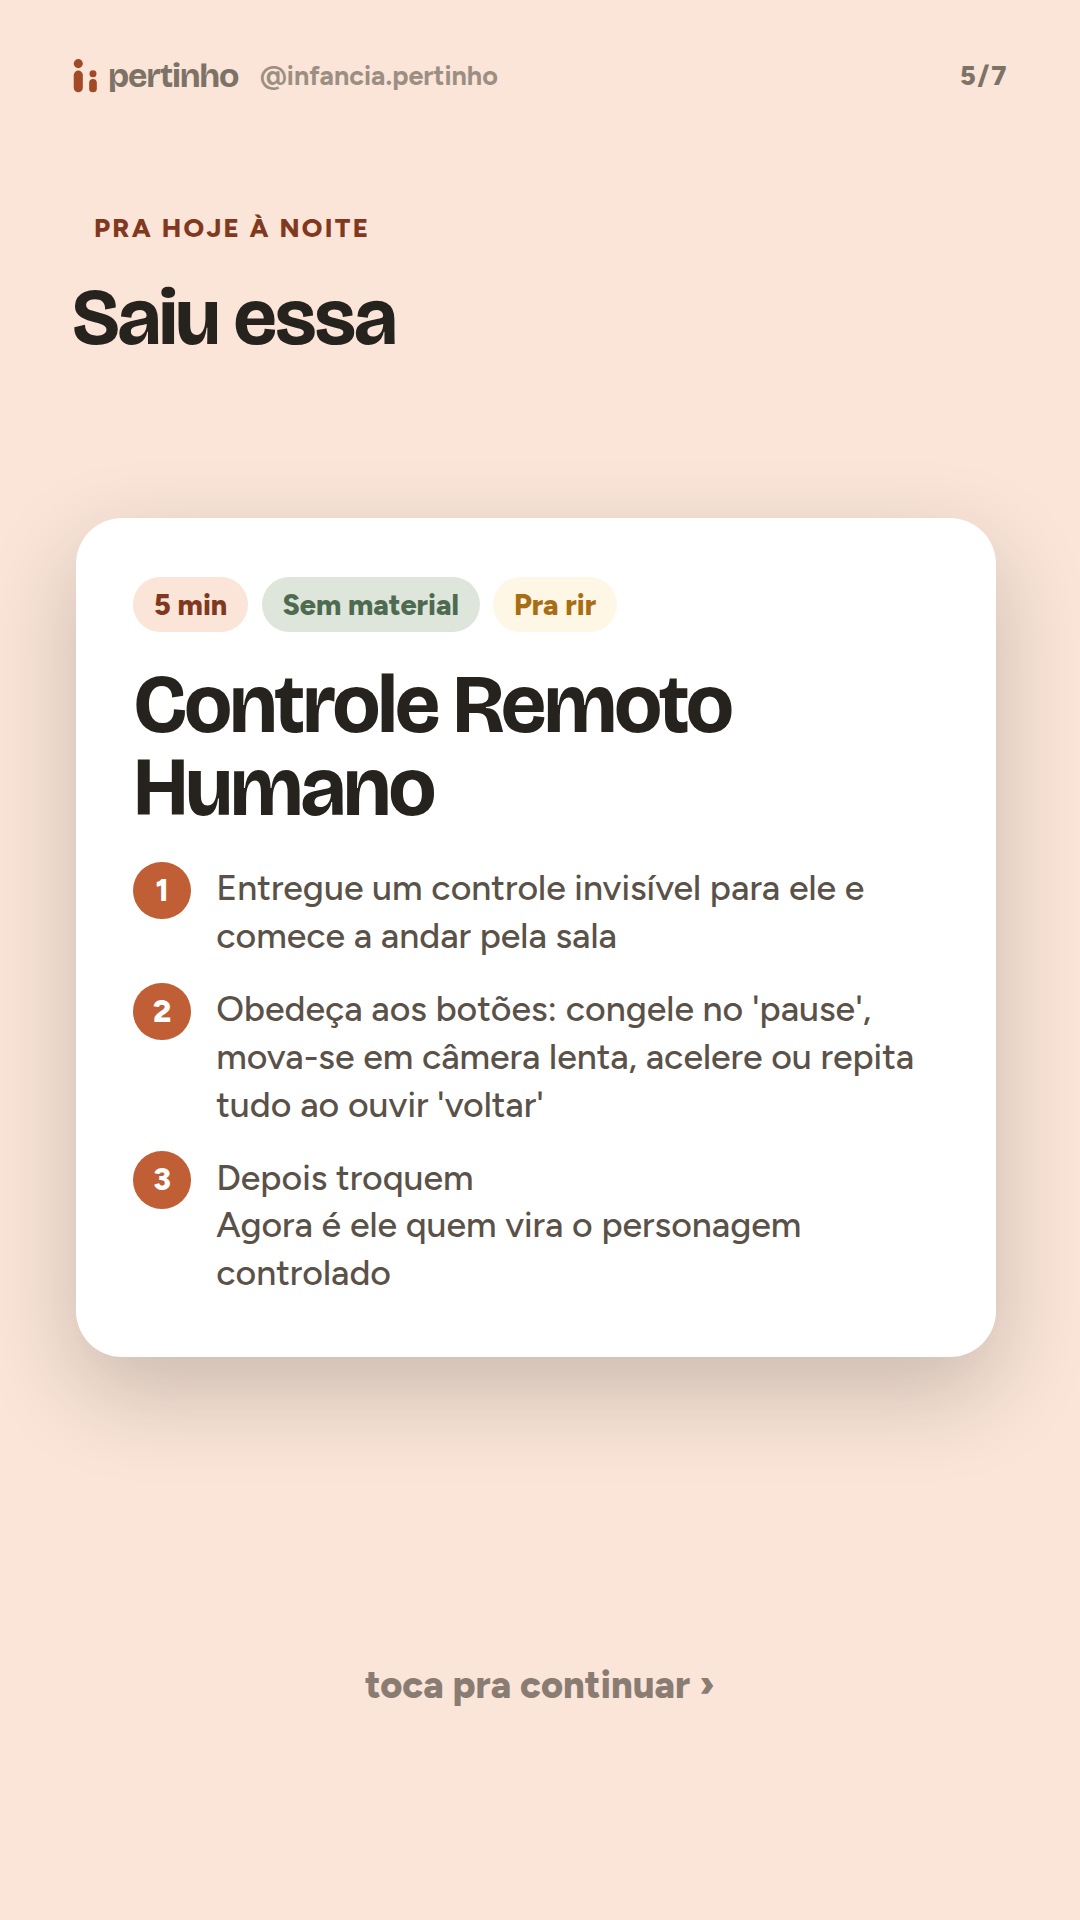 pertinho @infancia.pertinho 5/7
PRA HOJE À NOITE
Saiu essa
5 min Sem material Pra rir
Controle Remoto
Humano
1 Entregue um controle invisível para ele e
comece a andar pela sala
2 Obedeça aos botões: congele no 'pause',
mova-se em câmera lenta, acelere ou repita
tudo ao ouvir 'voltar'
3 Depois troquem
Agora é ele quem vira o personagem
controlado
toca pra continuar ›